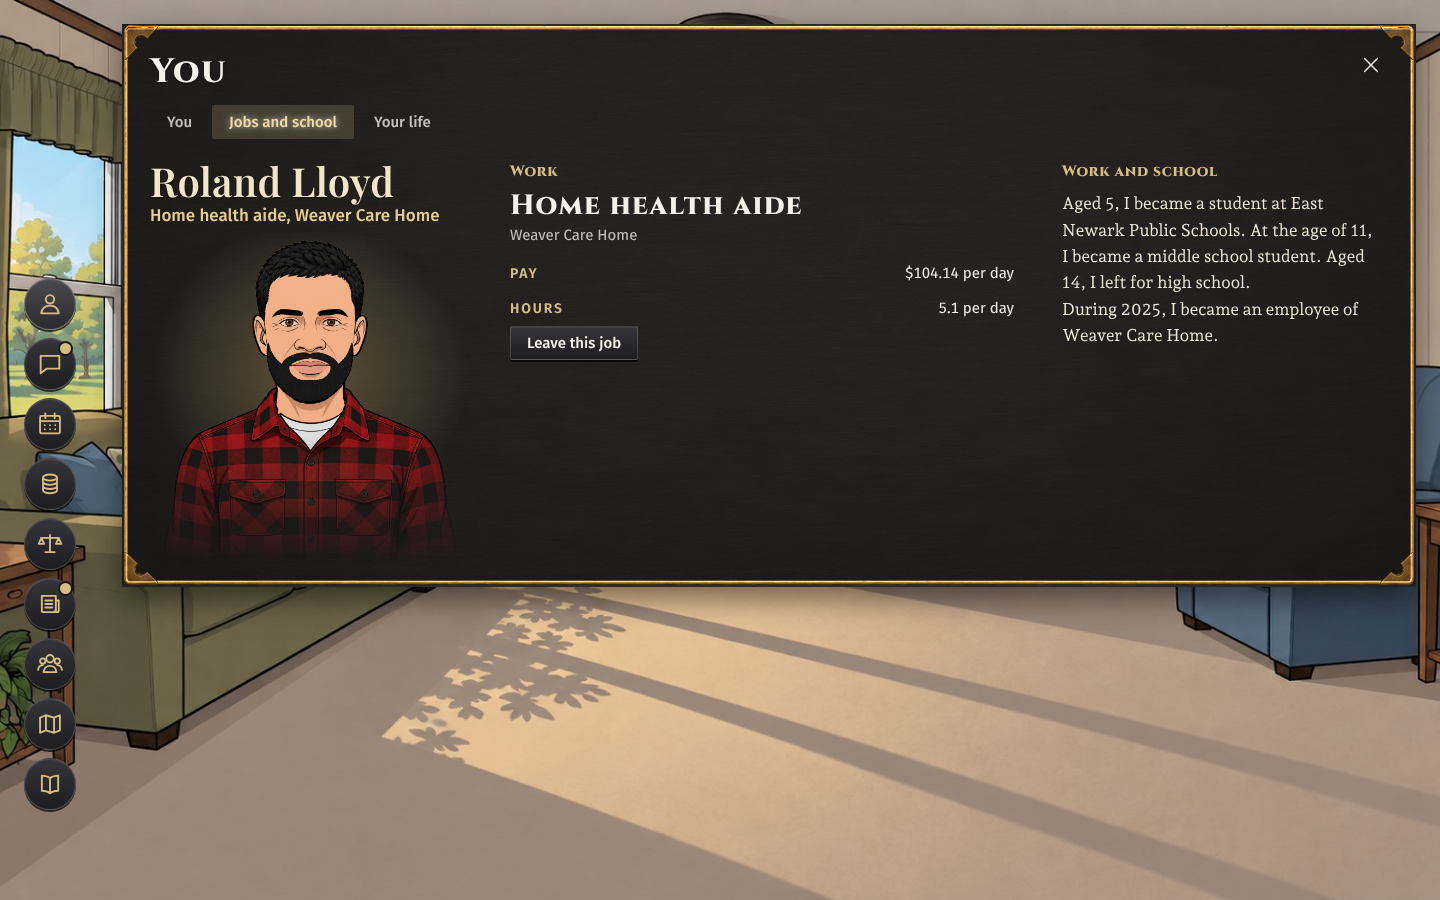 You
You
Jobs and school
Your life
Roland Lloyd
Home health aide, Weaver Care Home
Work
Home health aide
Weaver Care Home
PAY
$104.14 per day
HOURS
5.1 per day
Leave this job
Work and school
Aged 5, I became a student at East
Newark Public Schools. At the age of 11,
I became a middle school student. Aged
14, I left for high school.
During 2025, I became an employee of
Weaver Care Home.